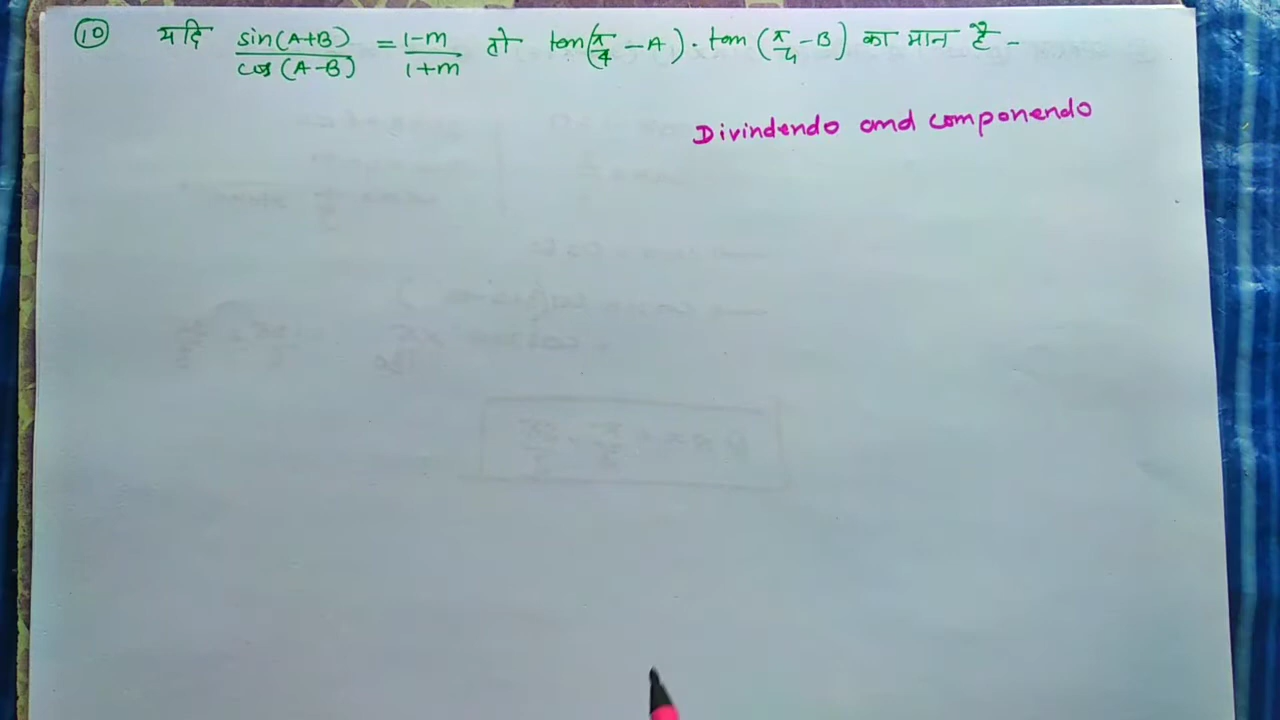 10 यदि sin(A+B)/cos(A-B) = 1-m/1+m तो tan(π/4 - A) . tan(π/4 - B) का मान है -
Divindendo and componendo